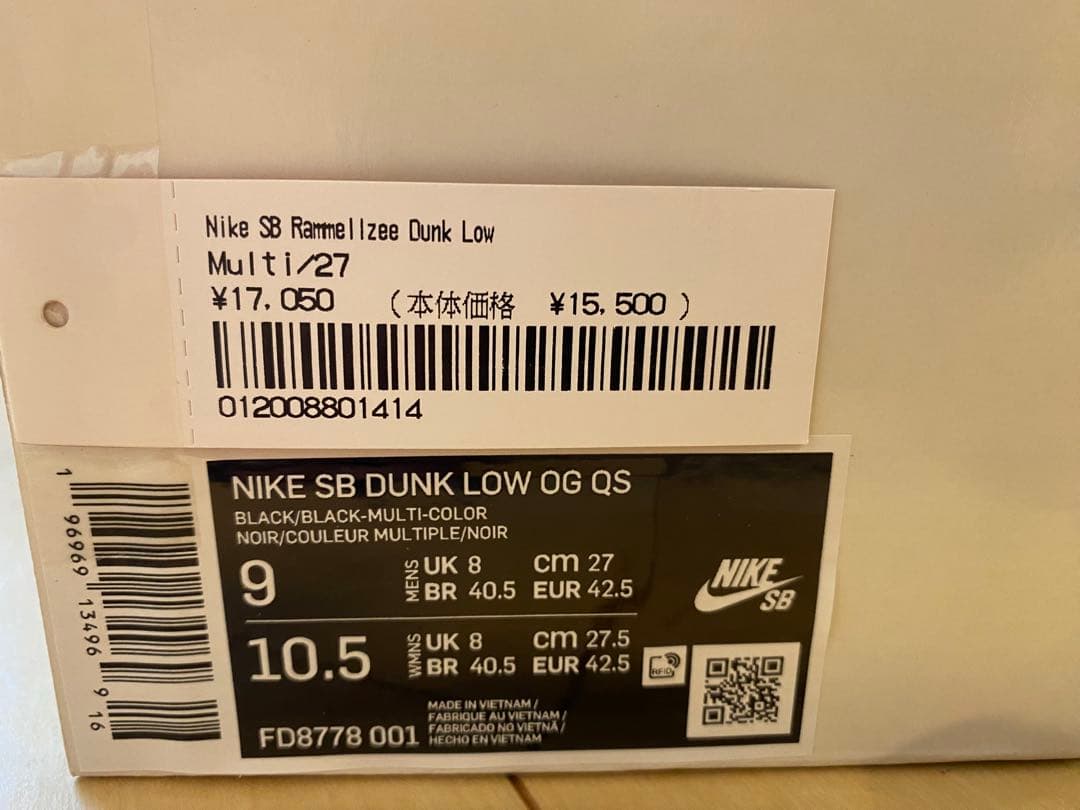 Nike SB Rammellzee Dunk Low
Multi/27
¥17,050 (本体価格 ¥15,500)
012008801414
NIKE SB DUNK LOW OG QS
BLACK/BLACK-MULTI-COLOR
NOIR/COULEUR MULTIPLE/NOIR
9 MENS UK 8 cm 27
BR 40.5 EUR 42.5
10.5 WMNS UK 8 cm 27.5
BR 40.5 EUR 42.5
NIKE
SB
RFID
MADE IN VIETNAM /
FABRIQUE AU VIETNAM /
FABRICADO NO VIETNÃ /
HECHO EN VIETNAM
FD8778 001
1 96969 13496 9 16